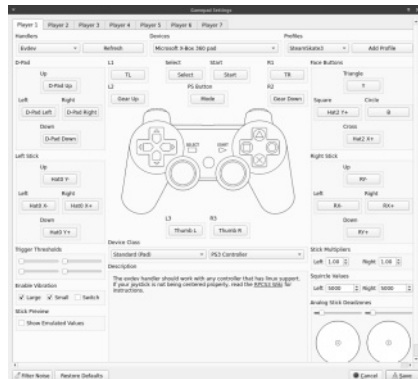 Gamepad Settings
Player 1 Player 2 Player 3 Player 4 Player 5 Player 6 Player 7
Handlers Devices Profiles
Evdev Refresh Microsoft X-Box 360 pad SteamSkate3 Add Profile
D-Pad L1 Select Start R1 Face Buttons
Up TL Select Start TR Triangle
D-Pad Up L2 PS Button R2 Y
Left Right Gear Up Mode Gear Down Square Circle
D-Pad Left D-Pad Right Hat2 Y+ B
Down Cross
D-Pad Down Hat2 X+
SELECT START
Left Stick Right Stick
Up Up
Hat0 Y- RY-
Left Right Left Right
Hat0 X- Hat0 X+ RX- RX+
Down L3 R3 Down
Hat0 Y+ Thumb L Thumb R RY+
Device Class
Trigger Thresholds Standard (Pad) PS3 Controller Stick Multipliers
Description Left 1.00 Right 1.00
The evdev handler should work with any controller that has linux support.
If your joystick is not being centered properly, read the RPCS3 Wiki for
instructions.
Squircle Values
Enable Vibration Left 5000 Right 5000
Large Small Switch Analog Stick Deadzones
Stick Preview
Show Emulated Values
Filter Noise Restore Defaults Cancel Save